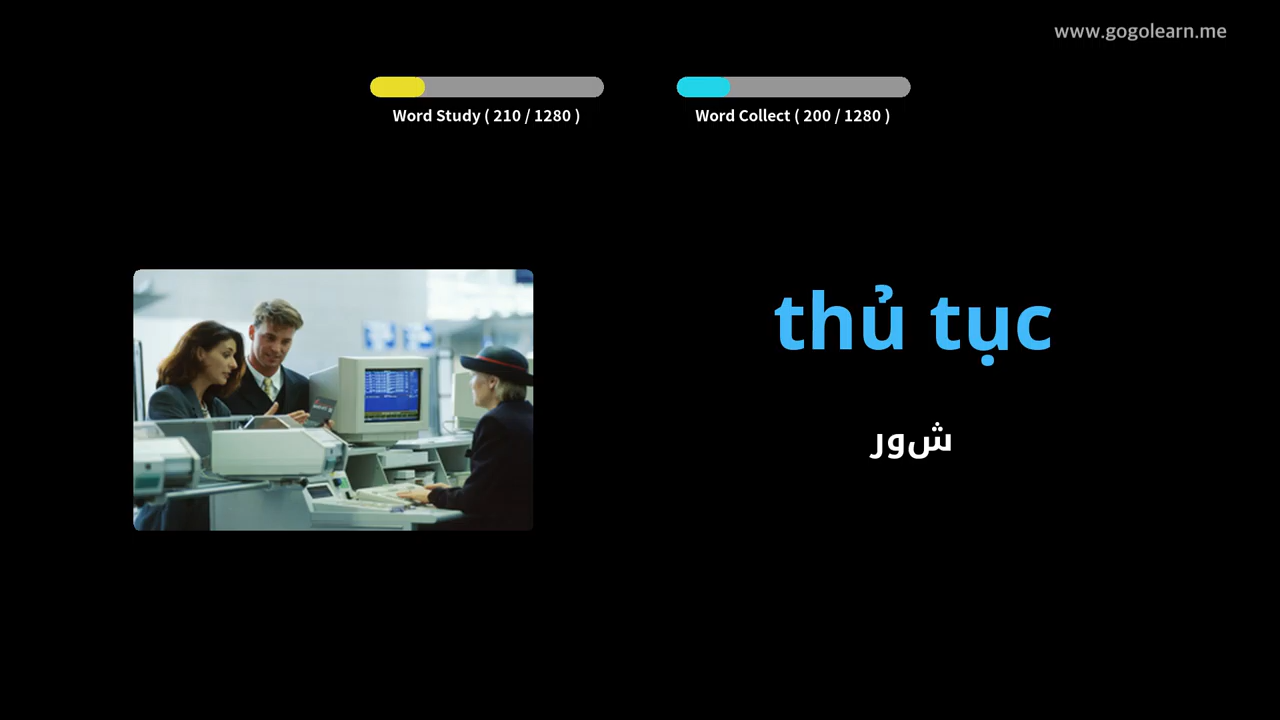 www.gogolearn.me
Word Study ( 210 / 1280 )
Word Collect ( 200 / 1280 )
thủ tục
شور